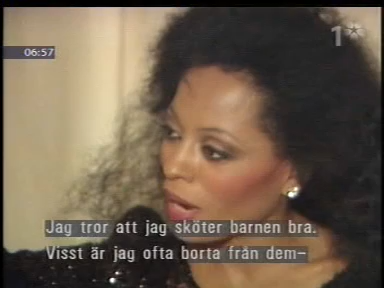 06:57
1
Jag tror att jag sköter barnen bra.
Visst är jag ofta borta från dem–